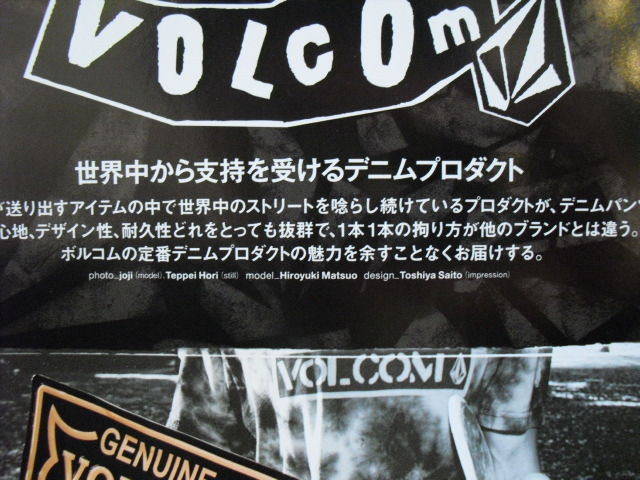 VOLCOM
世界中から支持を受けるデニムプロダクト
送り出すアイテムの中で世界中のストリートを唸らし続けているプロダクトが、デニムパン
心地、デザイン性、耐久性どれをとっても抜群で、1本1本の拘り方が他のブランドとは違う。
ボルコムの定番デニムプロダクトの魅力を余すことなくお届けする。
photo_joji (model), Teppei Hori (still) model_Hiroyuki Matsuo design_Toshiya Saito (impression)
VOLCOM
GENUINE